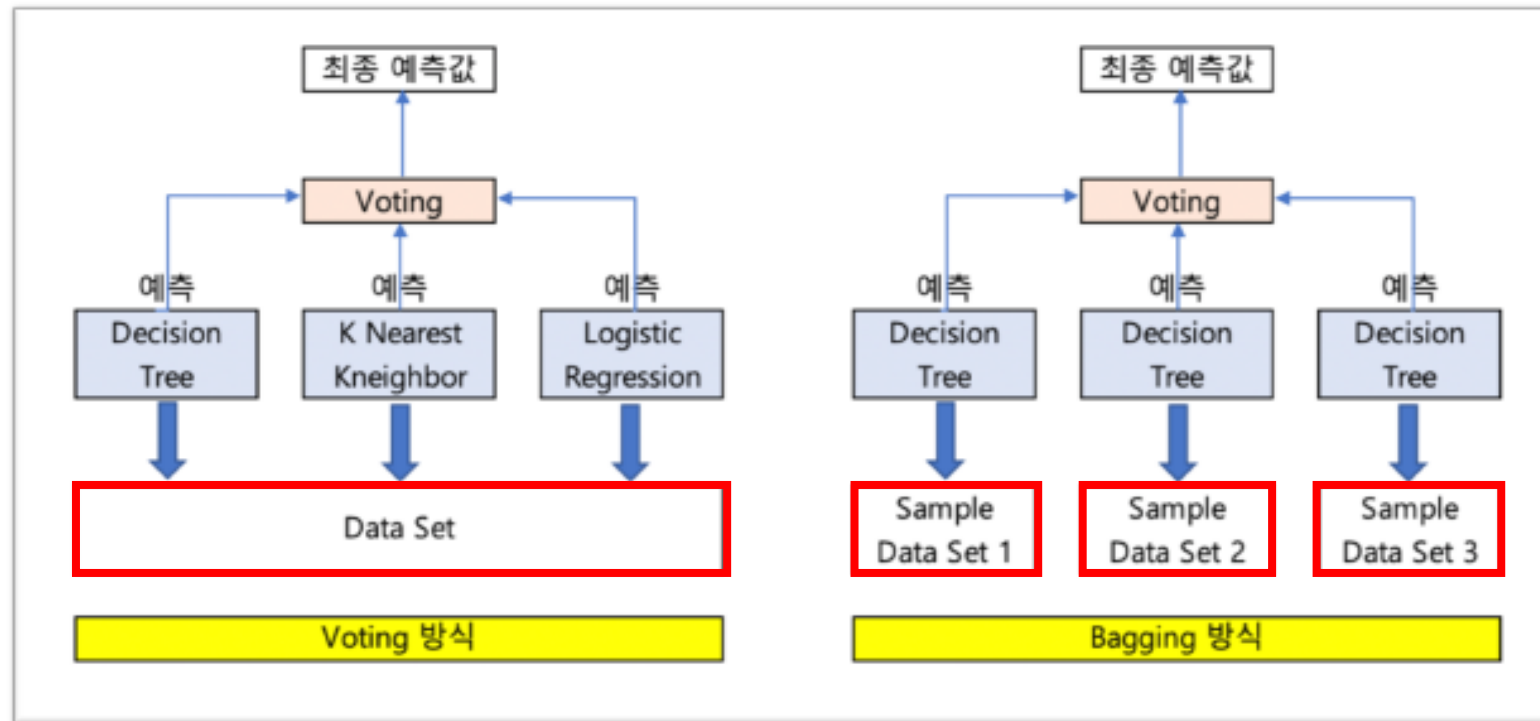 최종 예측값
Voting
예측
예측
예측
Decision
Tree
K Nearest
Kneighbor
Logistic
Regression
Data Set
Voting 방식
최종 예측값
Voting
예측
예측
예측
Decision
Tree
Decision
Tree
Decision
Tree
Sample
Data Set 1
Sample
Data Set 2
Sample
Data Set 3
Bagging 방식